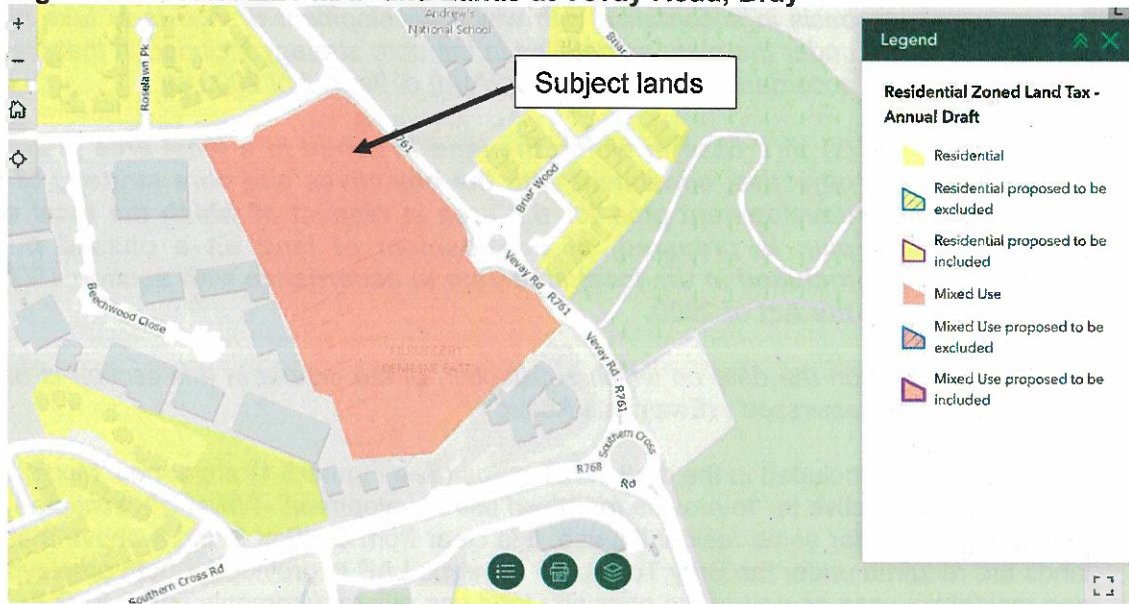 Andrew's
National School
Roselawn Pk
Subject lands
R761
Briar Wood
Vevay Rd - R761
Vevay Rd - R761
Beechwood Close
DEMESNE EAST
Southern Cross
Rd
R768
Southern Cross Rd
Legend
Residential Zoned Land Tax -
Annual Draft
Residential
Residential proposed to be
excluded
Residential proposed to be
included
Mixed Use
Mixed Use proposed to be
excluded
Mixed Use proposed to be
included